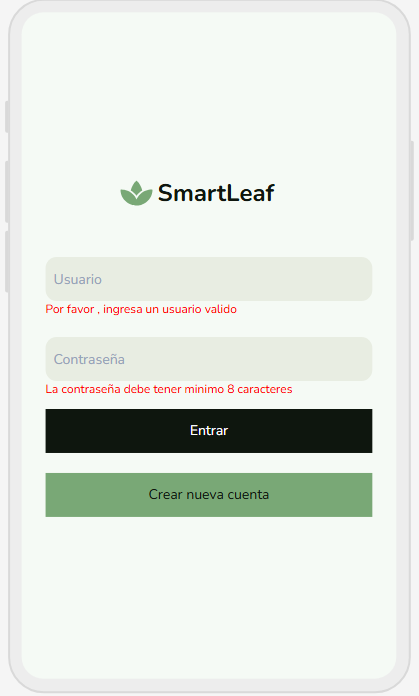 SmartLeaf
Usuario
Por favor , ingresa un usuario valido
Contraseña
La contraseña debe tener minimo 8 caracteres
Entrar
Crear nueva cuenta